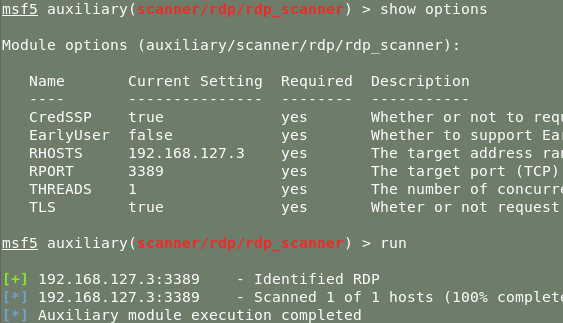 msf5 auxiliary(scanner/rdp/rdp_scanner) > show options
Module options (auxiliary/scanner/rdp/rdp_scanner):
Name Current Setting Required Description
---- --------------- -------- -----------
CredSSP true yes Whether or not to requ
EarlyUser false yes Whether to support Ear
RHOSTS 192.168.127.3 yes The target address ran
RPORT 3389 yes The target port (TCP)
THREADS 1 yes The number of concurre
TLS true yes Wheter or not request
msf5 auxiliary(scanner/rdp/rdp_scanner) > run
[+] 192.168.127.3:3389 - Identified RDP
[*] 192.168.127.3:3389 - Scanned 1 of 1 hosts (100% complete
[*] Auxiliary module execution completed